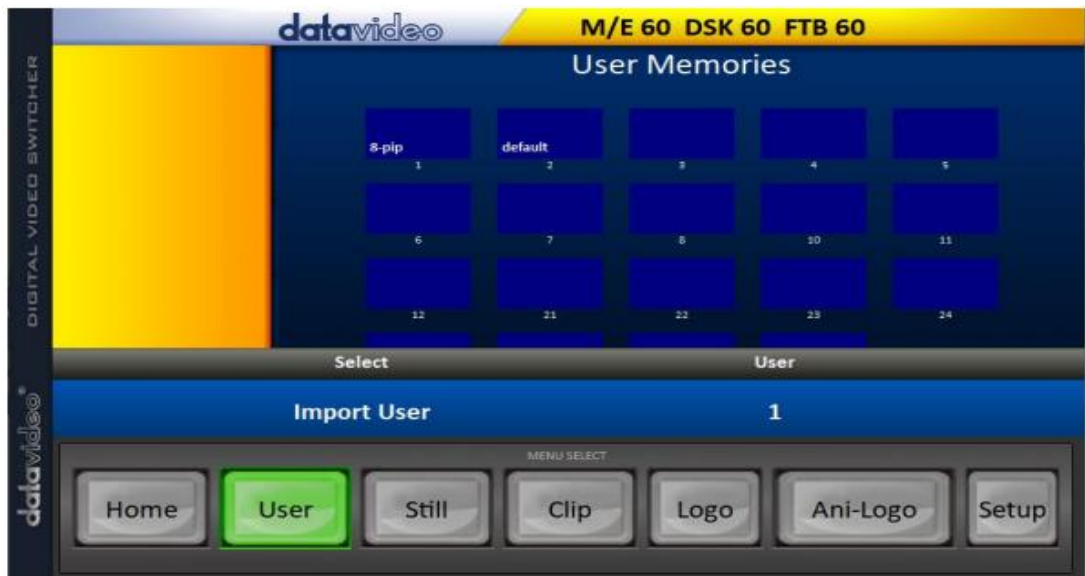 datavideo M/E 60 DSK 60 FTB 60
DIGITAL VIDEO SWITCHER
User Memories
8-pip default
1 2 3 4 5
6 7 8 10 11
12 21 22 23 24
Select User
Import User 1
datavideo®
MENU SELECT
Home User Still Clip Logo Ani-Logo Setup